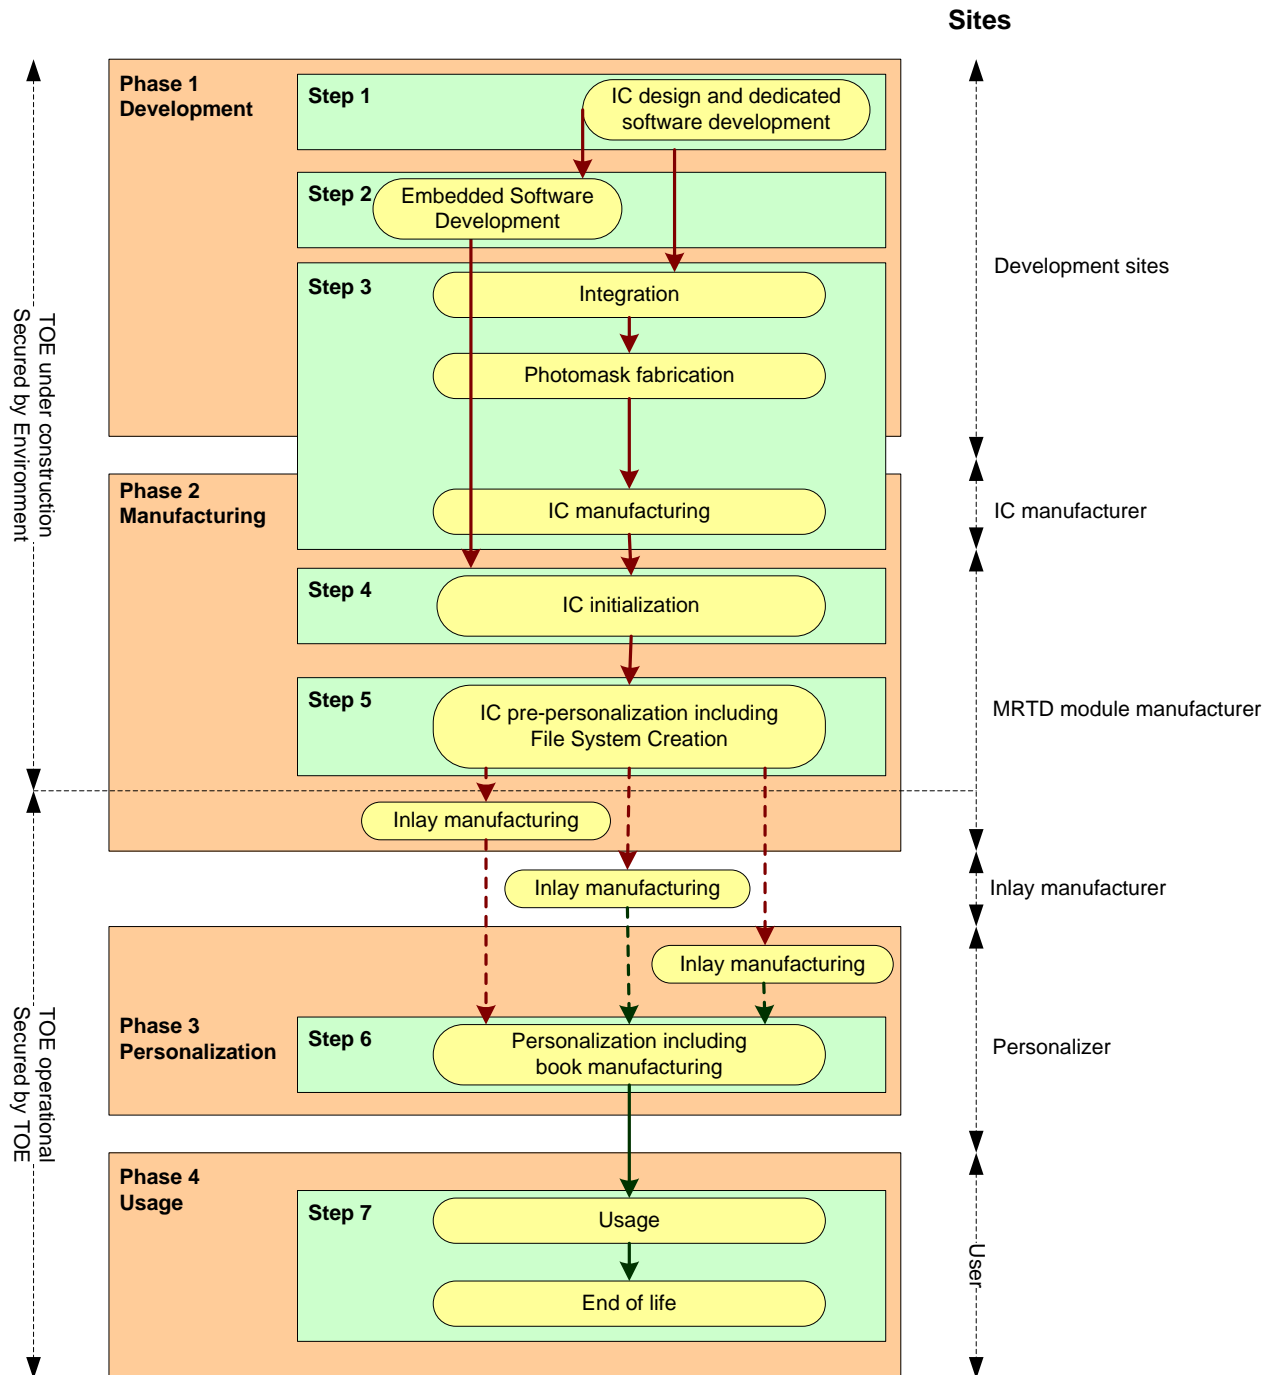 Sites
Phase 1
Development
Step 1
IC design and dedicated
software development
Step 2
Embedded Software
Development
Step 3
Integration
Photomask fabrication
Development sites
TOE under construction
Secured by Environment
Phase 2
Manufacturing
IC manufacturing
IC manufacturer
Step 4
IC initialization
Step 5
IC pre-personalization including
File System Creation
MRTD module manufacturer
Inlay manufacturing
Inlay manufacturing
Inlay manufacturer
Inlay manufacturing
Phase 3
Personalization
Step 6
Personalization including
book manufacturing
Personalizer
TOE operational
Secured by TOE
Phase 4
Usage
Step 7
Usage
End of life
User